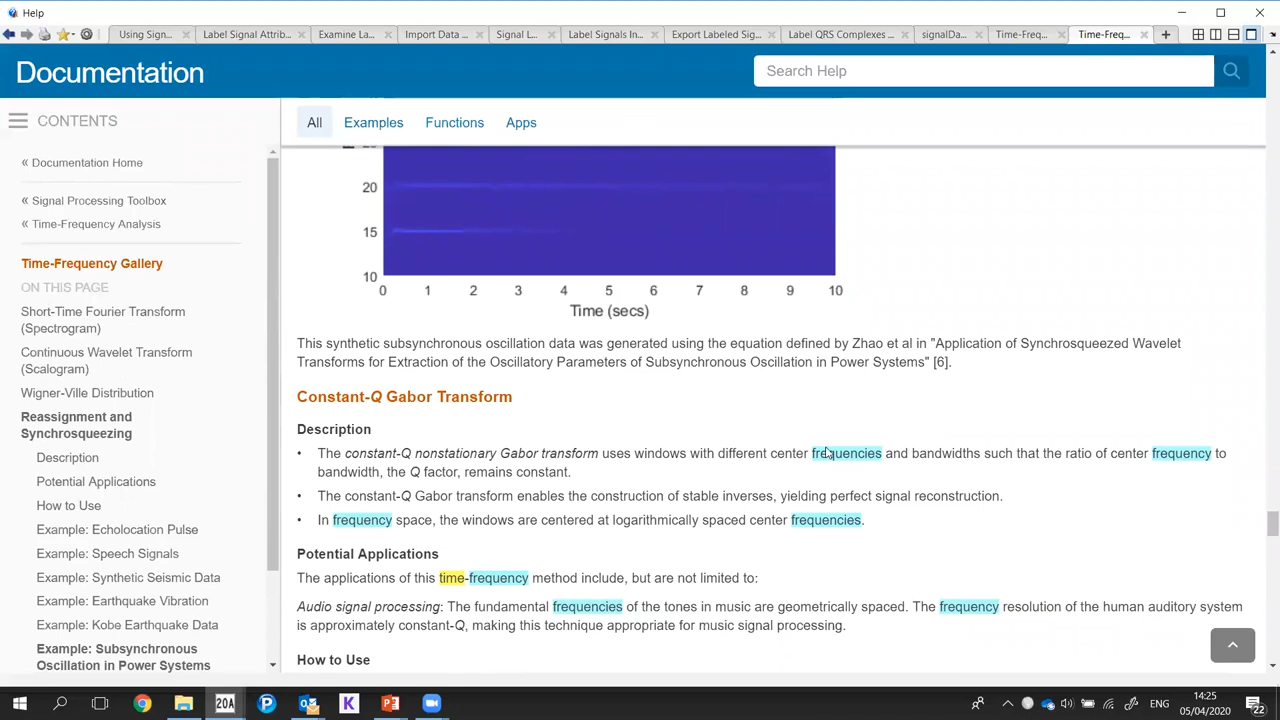 Help
Using Sign...
Label Signal Attrib...
Examine La...
Import Data ...
Signal L...
Label Signals In...
Export Labeled Sig...
Label QRS Complexes ...
signalDa...
Time-Freq...
Time-Freq...
Documentation
Search Help
CONTENTS
All
Examples
Functions
Apps
« Documentation Home
« Signal Processing Toolbox
« Time-Frequency Analysis
Time-Frequency Gallery
ON THIS PAGE
Short-Time Fourier Transform
(Spectrogram)
Continuous Wavelet Transform
(Scalogram)
Wigner-Ville Distribution
Reassignment and
Synchrosqueezing
Description
Potential Applications
How to Use
Example: Echolocation Pulse
Example: Speech Signals
Example: Synthetic Seismic Data
Example: Earthquake Vibration
Example: Kobe Earthquake Data
Example: Subsynchronous
Oscillation in Power Systems
20
15
10
0 1 2 3 4 5 6 7 8 9 10
Time (secs)
This synthetic subsynchronous oscillation data was generated using the equation defined by Zhao et al in "Application of Synchrosqueezed Wavelet
Transforms for Extraction of the Oscillatory Parameters of Subsynchronous Oscillation in Power Systems" [6].
Constant-Q Gabor Transform
Description
• The constant-Q nonstationary Gabor transform uses windows with different center frequencies and bandwidths such that the ratio of center frequency to
bandwidth, the Q factor, remains constant.
• The constant-Q Gabor transform enables the construction of stable inverses, yielding perfect signal reconstruction.
• In frequency space, the windows are centered at logarithmically spaced center frequencies.
Potential Applications
The applications of this time-frequency method include, but are not limited to:
Audio signal processing: The fundamental frequencies of the tones in music are geometrically spaced. The frequency resolution of the human auditory system
is approximately constant-Q, making this technique appropriate for music signal processing.
How to Use
20A
ENG
14:25
05/04/2020
22